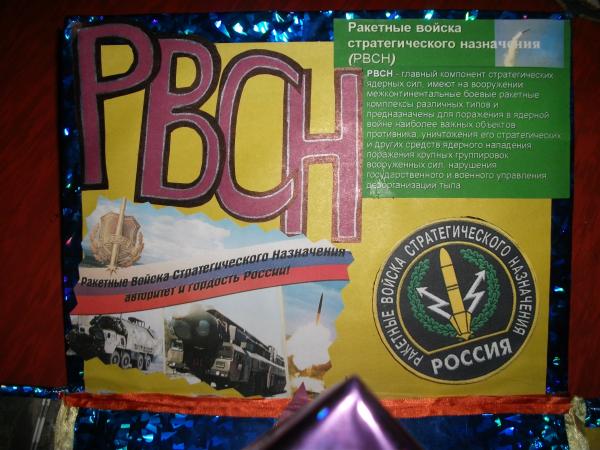 РВСН
Ракетные войска
стратегического назначения
(РВСН)
РВСН - главный компонент стратегических
ядерных сил, имеют на вооружении
межконтинентальные боевые ракетные
комплексы различных типов и
предназначены для поражения в ядерной
войне наиболее важных объектов
противника, уничтожения его стратегических
и других средств ядерного нападения
поражения крупных группировок
вооруженных сил, нарушения
государственного и военного управления
дезорганизации тыла
Ракетные Войска Стратегического Назначения
авторитет и гордость России!
РАКЕТНЫЕ ВОЙСКА СТРАТЕГИЧЕСКОГО НАЗНАЧЕНИЯ
РОССИЯ